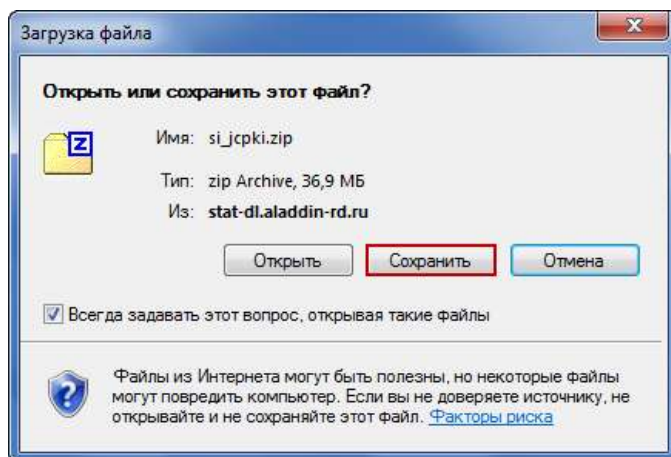 Загрузка файла
Открыть или сохранить этот файл?
Имя: si_jcpki.zip
Тип: zip Archive, 36,9 МБ
Из: stat-dl.aladdin-rd.ru
Открыть Сохранить Отмена
Всегда задавать этот вопрос, открывая такие файлы
Файлы из Интернета могут быть полезны, но некоторые файлы
могут повредить компьютер. Если вы не доверяете источнику, не
открывайте и не сохраняйте этот файл. Факторы риска